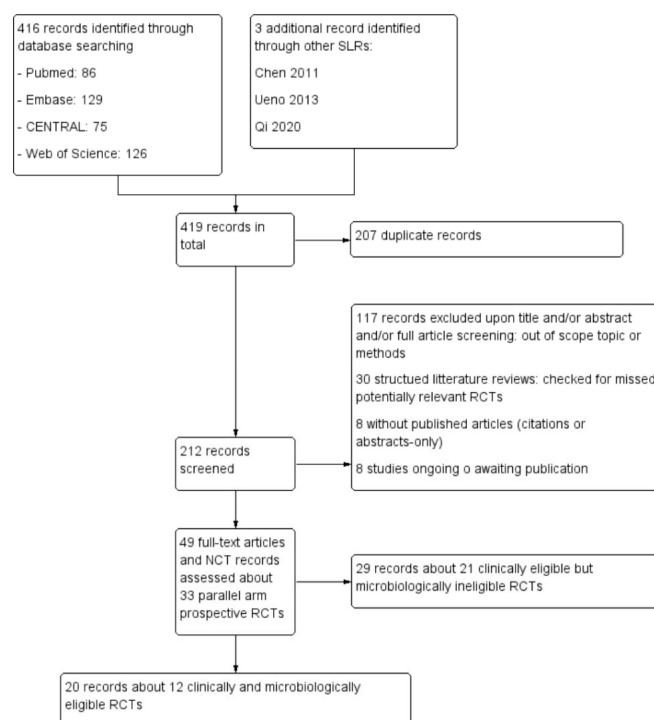 416 records identified through
database searching
- Pubmed: 86
- Embase: 129
- CENTRAL: 75
- Web of Science: 126
3 additional record identified
through other SLRs:
Chen 2011
Ueno 2013
Qi 2020
419 records in
total
207 duplicate records
117 records excluded upon title and/or abstract
and/or full article screening: out of scope topic or
methods
30 structued litterature reviews: checked for missed
potentially relevant RCTs
8 without published articles (citations or
abstracts-only)
8 studies ongoing o awaiting publication
212 records
screened
49 full-text articles
and NCT records
assessed about
33 parallel arm
prospective RCTs
29 records about 21 clinically eligible but
microbiologically ineligible RCTs
20 records about 12 clinically and microbiologically
eligible RCTs